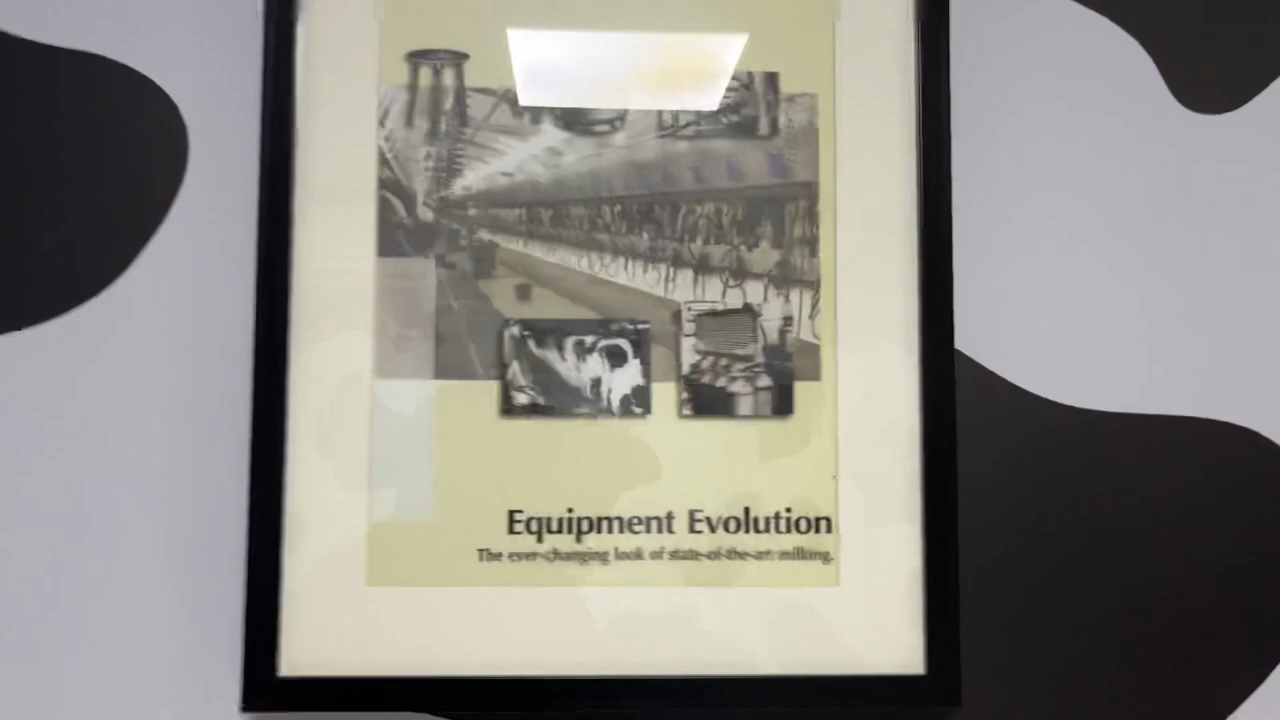 Equipment Evolution
The ever-changing look of state-of-the-art milking.